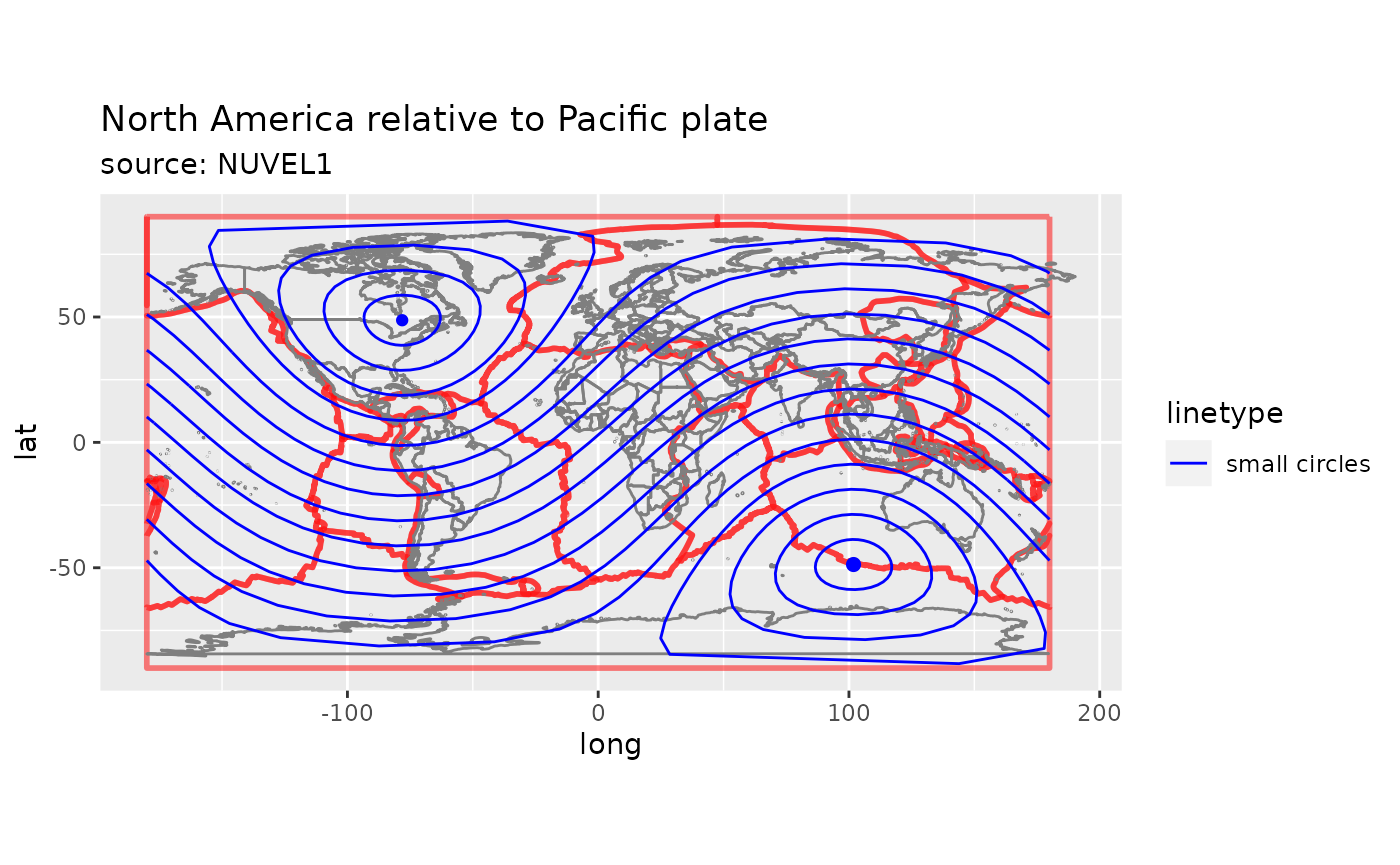 North America relative to Pacific plate
source: NUVEL1
50
0
-50
lat
-100
0
100
200
long
linetype
small circles